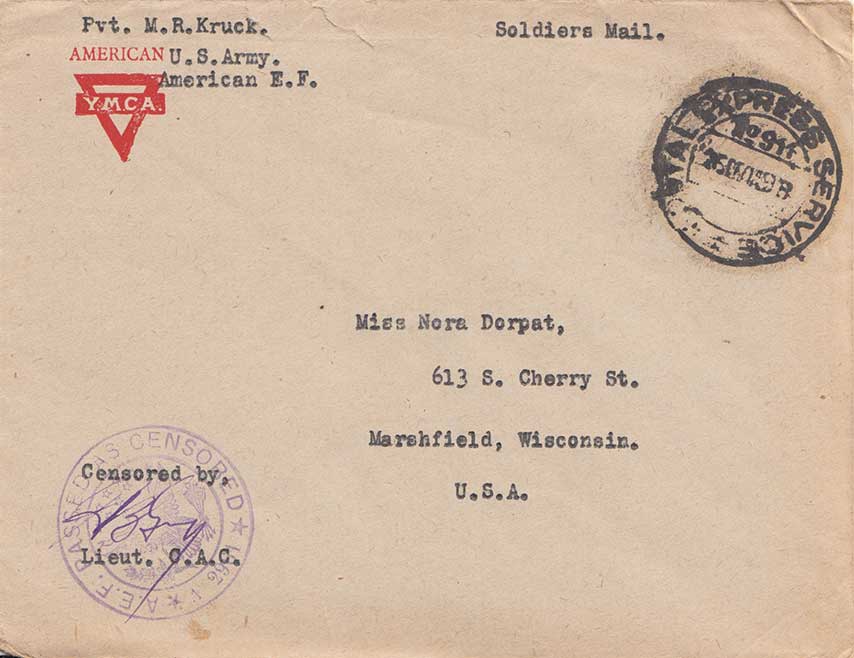 Pvt. M.R.Kruck.
Soldiers Mail.
AMERICAN U.S.Army.
American E.F.
Y.M.C.A.
EXPRESS SERVICE
Miss Nora Dorpat,
613 S. Cherry St.
Marshfield, Wisconsin.
U.S.A.
A.E.F. PASSED AS CENSORED
Censored by.
Lieut. C.A.C.